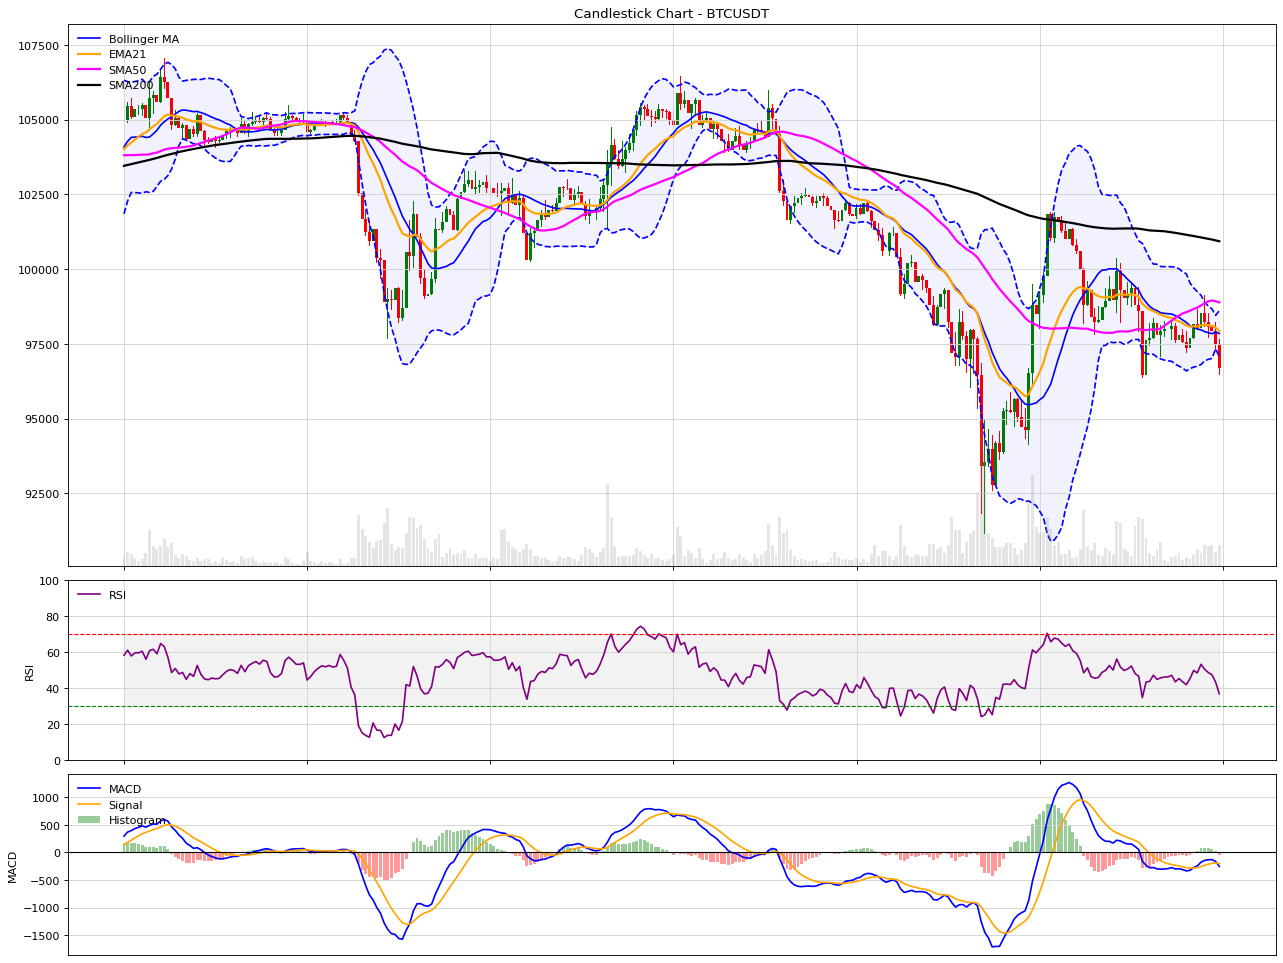 Candlestick Chart - BTCUSDT
Bollinger MA
EMA21
SMA50
SMA200
107500
105000
102500
100000
97500
95000
92500
RSI
100
80
60
40
20
0
RSI
MACD
Signal
Histogram
1000
500
0
−500
−1000
−1500
MACD